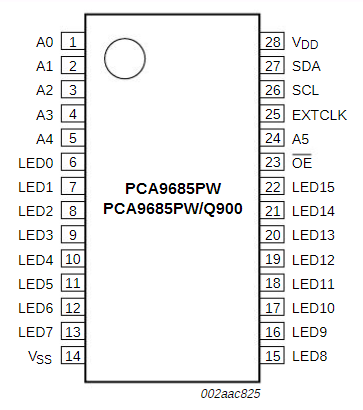 A0 1 28 VDD
A1 2 27 SDA
A2 3 26 SCL
A3 4 25 EXTCLK
A4 5 24 A5
LED0 6 23 O̅E̅
LED1 7 22 LED15
PCA9685PW
LED2 8 21 LED14
PCA9685PW/Q900
LED3 9 20 LED13
LED4 10 19 LED12
LED5 11 18 LED11
LED6 12 17 LED10
LED7 13 16 LED9
VSS 14 15 LED8
002aac825